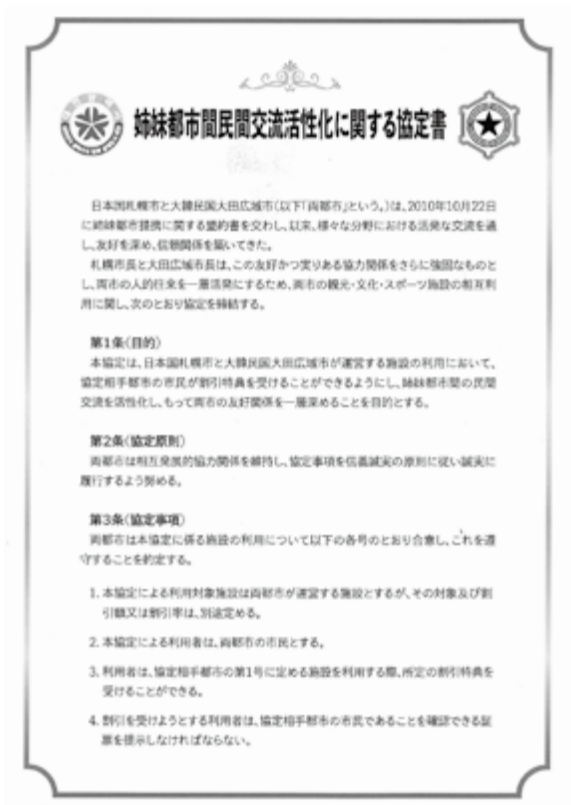 姉妹都市間民間交流活性化に関する協定書
日本国札幌市と大韓民国大田広域市(以下「両都市」という。)は、2010年10月22日
に姉妹都市提携に関する盟約書を交わし、以来、様々な分野における活発な交流を通
し、友好を深め、信頼関係を築いてきた。
札幌市長と大田広域市長は、この友好かつ実りある協力関係をさらに強固なものと
し、両市の人的往来を一層活発にするため、両市の観光・文化・スポーツ施設の相互利
用に関し、次のとおり協定を締結する。
第1条(目的)
本協定は、日本国札幌市と大韓民国大田広域市が運営する施設の利用において、
協定相手都市の市民が割引特典を受けることができるようにし、姉妹都市間の民間
交流を活性化し、もって両市の友好関係を一層深めることを目的とする。
第2条(協定原則)
両都市は相互発展的協力関係を維持し、協定事項を信義誠実の原則に従い誠実に
履行するよう努める。
第3条(協定事項)
両都市は本協定に係る施設の利用について以下の各号のとおり合意し、これを遵
守することを約定する。
1. 本協定による利用対象施設は両都市が運営する施設とするが、その対象及び割
引額又は割引率は、別途定める。
2. 本協定による利用者は、両都市の市民とする。
3. 利用者は、協定相手都市の第1号に定める施設を利用する際、所定の割引特典を
受けることができる。
4. 割引を受けようとする利用者は、協定相手都市の市民であることを確認できる証
票を提示しなければならない。